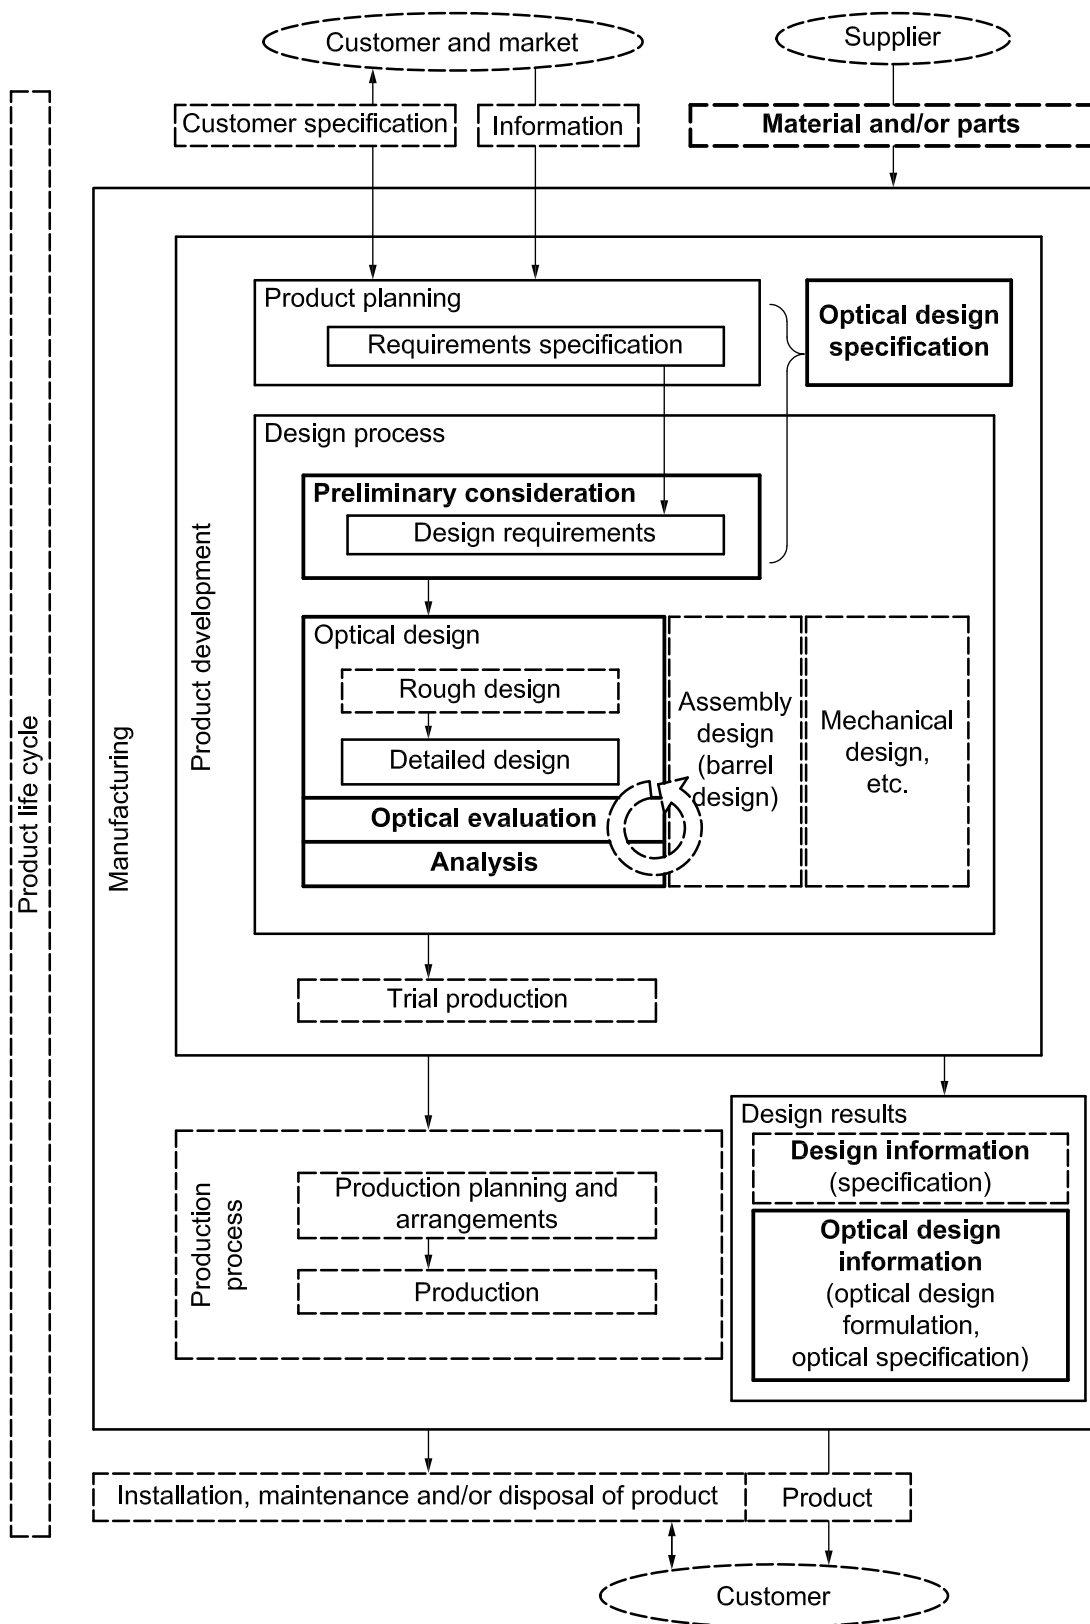 Customer and market
Supplier
Customer specification
Information
Material and/or parts
Product planning
Requirements specification
Optical design
specification
Design process
Preliminary consideration
Design requirements
Optical design
Rough design
Detailed design
Optical evaluation
Analysis
Assembly
design
(barrel
design)
Mechanical
design,
etc.
Trial production
Product development
Manufacturing
Product life cycle
Design results
Design information
(specification)
Optical design
information
(optical design
formulation,
optical specification)
Production
process
Production planning and
arrangements
Production
Installation, maintenance and/or disposal of product
Product
Customer